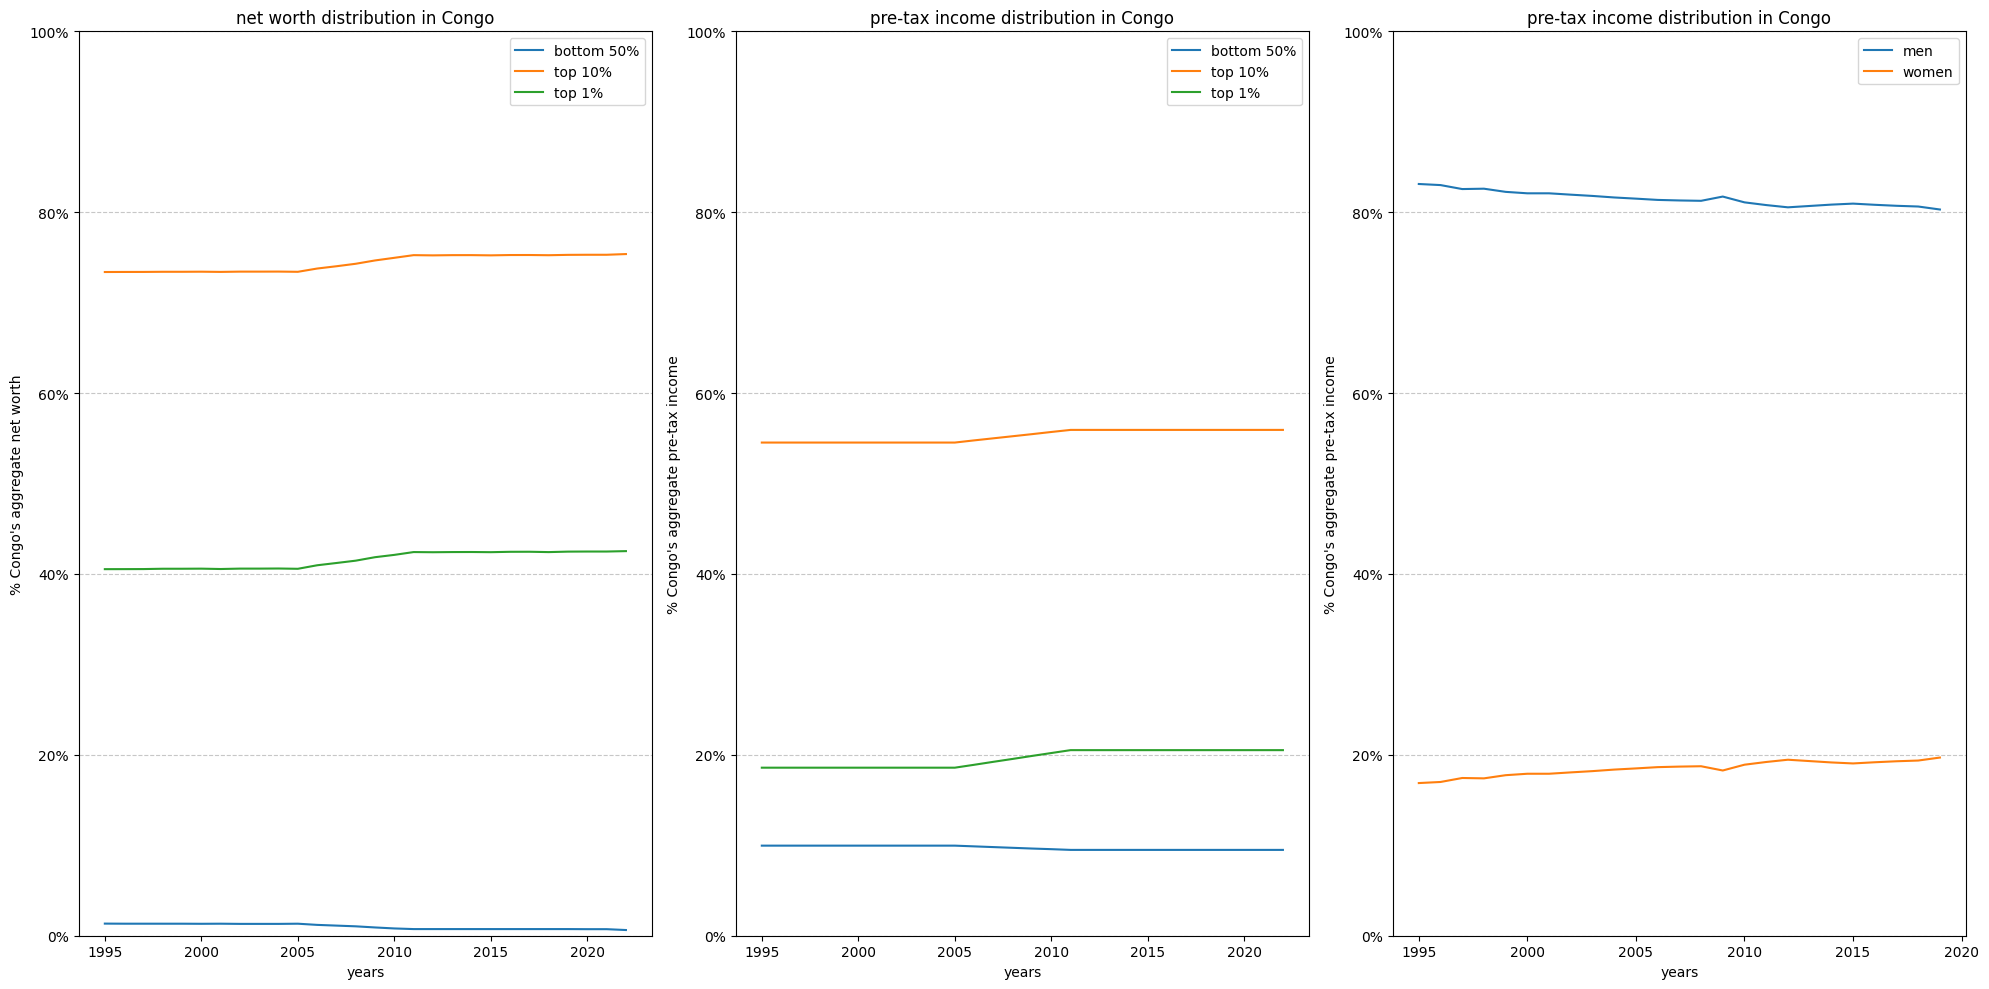 net worth distribution in Congo
% Congo's aggregate net worth
100%
80%
60%
40%
20%
0%
bottom 50%
top 10%
top 1%
1995
2000
2005
2010
2015
2020
years
pre-tax income distribution in Congo
% Congo's aggregate pre-tax income
100%
80%
60%
40%
20%
0%
bottom 50%
top 10%
top 1%
1995
2000
2005
2010
2015
2020
years
pre-tax income distribution in Congo
% Congo's aggregate pre-tax income
100%
80%
60%
40%
20%
0%
men
women
1995
2000
2005
2010
2015
2020
years